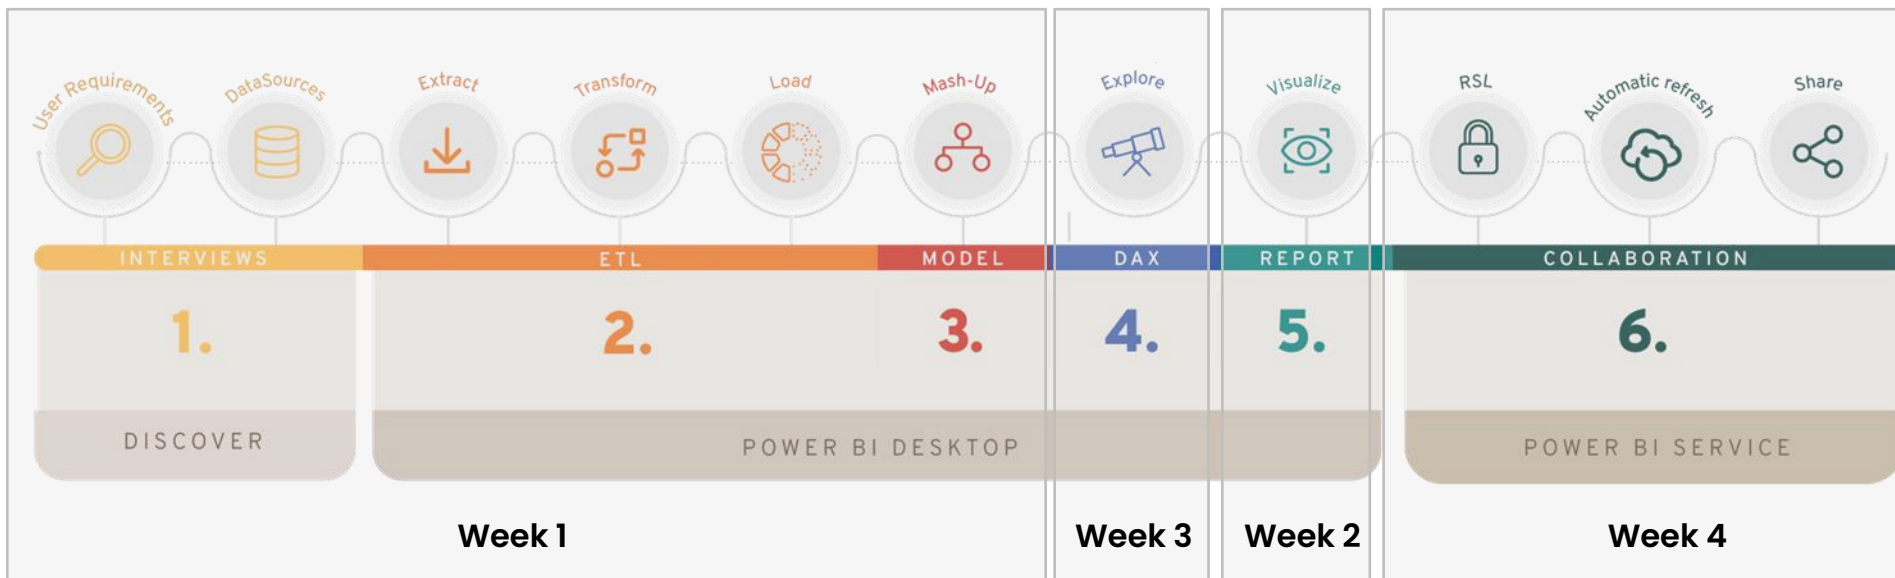 User Requirements
DataSources
Extract
Transform
Load
Mash-Up
Explore
Visualize
RSL
Automatic refresh
Share
INTERVIEWS
ETL
MODEL
DAX
REPORT
COLLABORATION
1.
2.
3.
4.
5.
6.
DISCOVER
POWER BI DESKTOP
POWER BI SERVICE
Week 1
Week 3
Week 2
Week 4